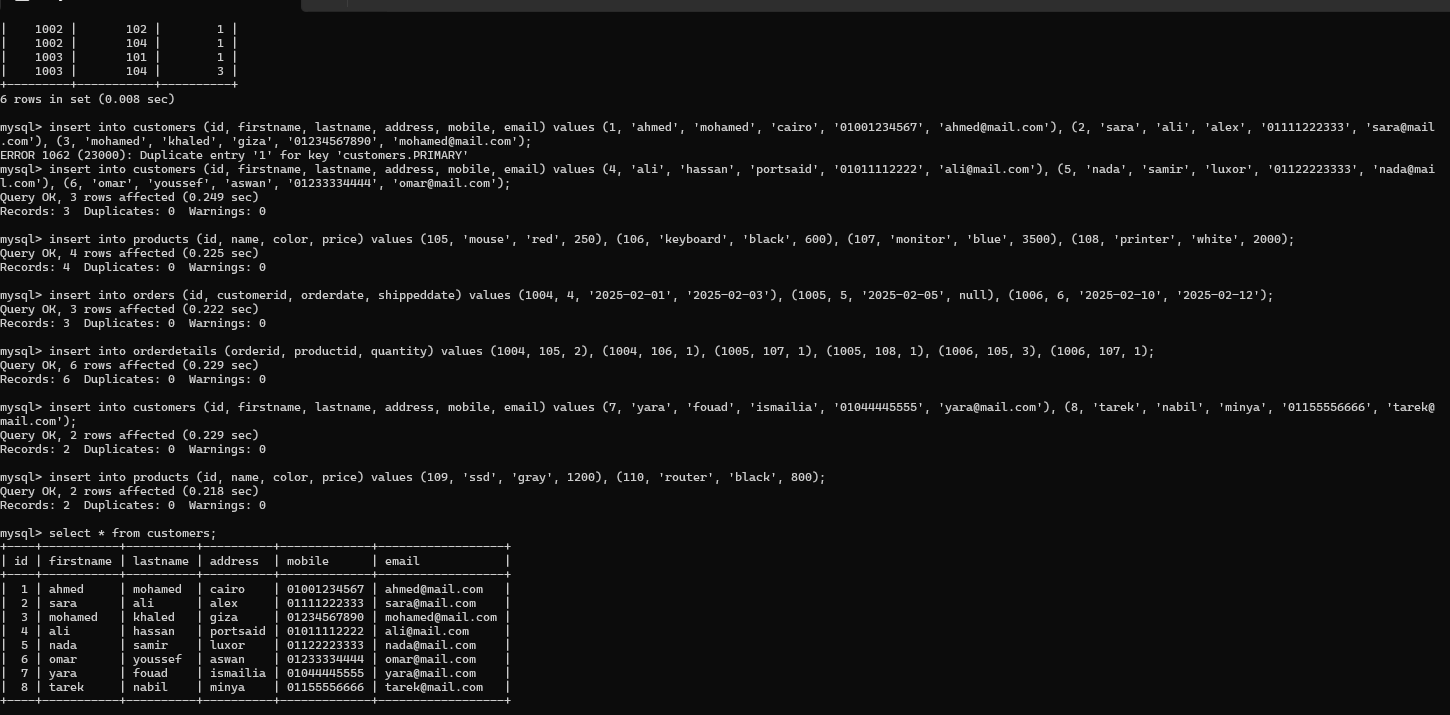 |    1002 |       102 |        1 |
|    1002 |       104 |        1 |
|    1003 |       101 |        1 |
|    1003 |       104 |        3 |
+---------+-----------+----------+
6 rows in set (0.008 sec)

mysql> insert into customers (id, firstname, lastname, address, mobile, email) values (1, 'ahmed', 'mohamed', 'cairo', '01001234567', 'ahmed@mail.com'), (2, 'sara', 'ali', 'alex', '01111222333', 'sara@mail
.com'), (3, 'mohamed', 'khaled', 'giza', '01234567890', 'mohamed@mail.com');
ERROR 1062 (23000): Duplicate entry '1' for key 'customers.PRIMARY'
mysql> insert into customers (id, firstname, lastname, address, mobile, email) values (4, 'ali', 'hassan', 'portsaid', '01011112222', 'ali@mail.com'), (5, 'nada', 'samir', 'luxor', '01122223333', 'nada@mai
l.com'), (6, 'omar', 'youssef', 'aswan', '01233334444', 'omar@mail.com');
Query OK, 3 rows affected (0.249 sec)
Records: 3  Duplicates: 0  Warnings: 0

mysql> insert into products (id, name, color, price) values (105, 'mouse', 'red', 250), (106, 'keyboard', 'black', 600), (107, 'monitor', 'blue', 3500), (108, 'printer', 'white', 2000);
Query OK, 4 rows affected (0.225 sec)
Records: 4  Duplicates: 0  Warnings: 0

mysql> insert into orders (id, customerid, orderdate, shippeddate) values (1004, 4, '2025-02-01', '2025-02-03'), (1005, 5, '2025-02-05', null), (1006, 6, '2025-02-10', '2025-02-12');
Query OK, 3 rows affected (0.222 sec)
Records: 3  Duplicates: 0  Warnings: 0

mysql> insert into orderdetails (orderid, productid, quantity) values (1004, 105, 2), (1004, 106, 1), (1005, 107, 1), (1005, 108, 1), (1006, 105, 3), (1006, 107, 1);
Query OK, 6 rows affected (0.229 sec)
Records: 6  Duplicates: 0  Warnings: 0

mysql> insert into customers (id, firstname, lastname, address, mobile, email) values (7, 'yara', 'fouad', 'ismailia', '01044445555', 'yara@mail.com'), (8, 'tarek', 'nabil', 'minya', '01155556666', 'tarek@
mail.com');
Query OK, 2 rows affected (0.229 sec)
Records: 2  Duplicates: 0  Warnings: 0

mysql> insert into products (id, name, color, price) values (109, 'ssd', 'gray', 1200), (110, 'router', 'black', 800);
Query OK, 2 rows affected (0.218 sec)
Records: 2  Duplicates: 0  Warnings: 0

mysql> select * from customers;
+----+-----------+----------+----------+-------------+------------------+
| id | firstname | lastname | address  | mobile      | email            |
+----+-----------+----------+----------+-------------+------------------+
|  1 | ahmed     | mohamed  | cairo    | 01001234567 | ahmed@mail.com   |
|  2 | sara      | ali      | alex     | 01111222333 | sara@mail.com    |
|  3 | mohamed   | khaled   | giza     | 01234567890 | mohamed@mail.com |
|  4 | ali       | hassan   | portsaid | 01011112222 | ali@mail.com     |
|  5 | nada      | samir    | luxor    | 01122223333 | nada@mail.com    |
|  6 | omar      | youssef  | aswan    | 01233334444 | omar@mail.com    |
|  7 | yara      | fouad    | ismailia | 01044445555 | yara@mail.com    |
|  8 | tarek     | nabil    | minya    | 01155556666 | tarek@mail.com   |
+----+-----------+----------+----------+-------------+------------------+